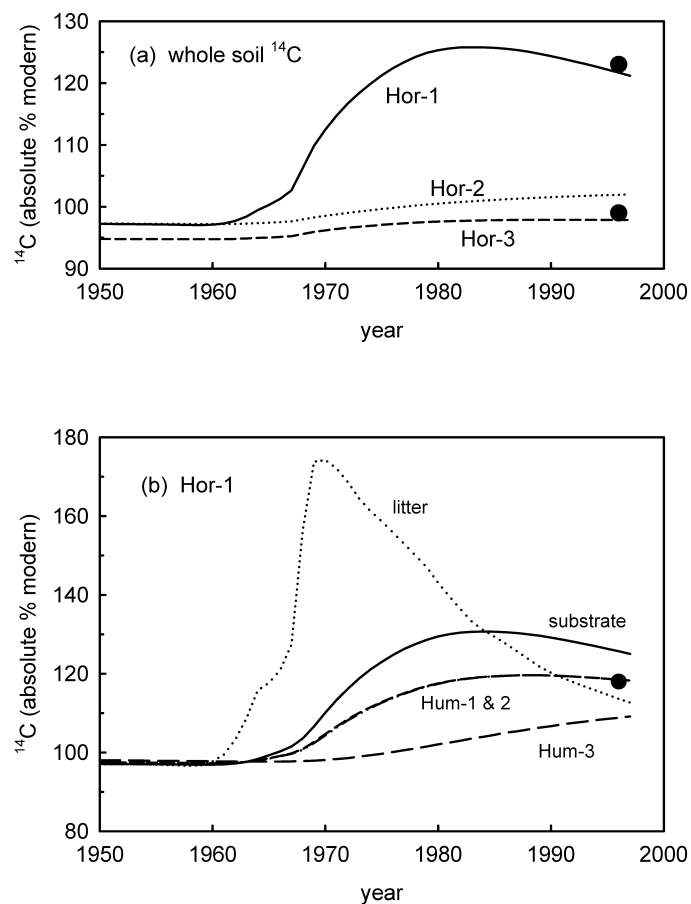 130
(a) whole soil ¹⁴C
120
Hor-1
110
Hor-2
100
Hor-3
90
1950 1960 1970 1980 1990 2000
year
¹⁴C (absolute % modern)
180
(b) Hor-1
160
litter
140
substrate
120
Hum-1 & 2
Hum-3
100
80
1950 1960 1970 1980 1990 2000
year
¹⁴C (absolute % modern)